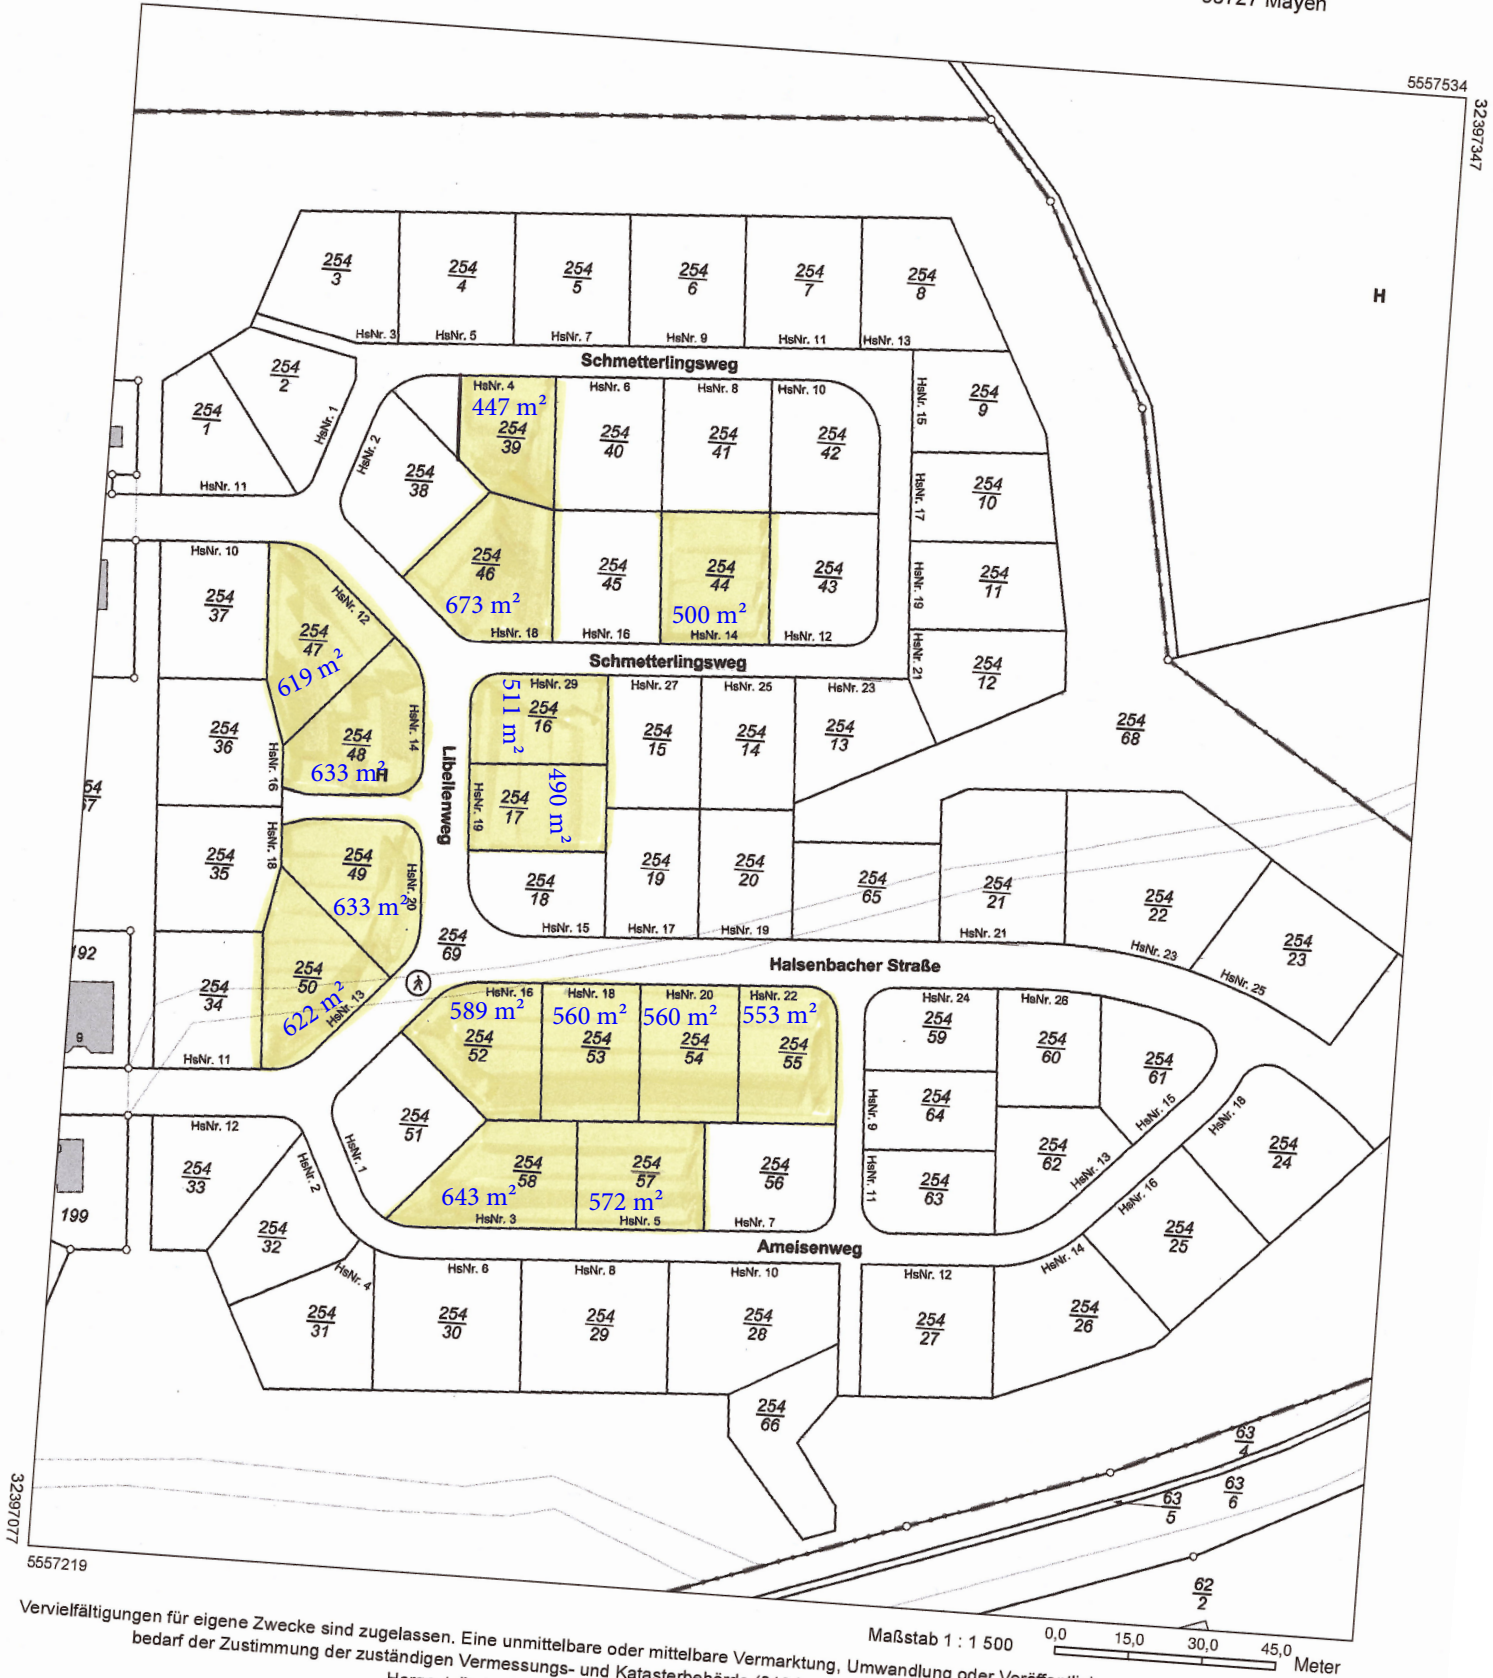 55727 Mayen
5557534
32397347
H
254
3
254
4
254
5
254
6
254
7
254
8
HsNr. 3
HsNr. 5
HsNr. 7
HsNr. 9
HsNr. 11
HsNr. 13
Schmetterlingsweg
254
2
254
1
HsNr. 1
HsNr. 11
HsNr. 2
254
38
HsNr. 4
447 m²
254
39
HsNr. 6
254
40
HsNr. 8
254
41
HsNr. 10
254
42
HsNr. 15
254
9
HsNr. 17
254
10
HsNr. 19
254
11
HsNr. 21
254
12
254
46
673 m²
HsNr. 18
254
45
HsNr. 16
254
44
500 m²
HsNr. 14
254
43
HsNr. 12
Schmetterlingsweg
HsNr. 10
254
37
HsNr. 12
254
47
619 m²
254
36
HsNr. 16
254
48
HsNr. 14
633 m²
H
Libellenweg
HsNr. 29
511 m²
254
16
HsNr. 27
254
15
HsNr. 25
254
14
HsNr. 23
254
13
254
68
HsNr. 19
254
17
490 m²
254
18
HsNr. 15
254
19
HsNr. 17
254
20
HsNr. 19
254
65
254
21
HsNr. 21
254
22
HsNr. 23
254
23
HsNr. 25
54
67
HsNr. 18
254
35
254
49
HsNr. 20
633 m²
254
69
192
254
34
HsNr. 11
254
50
HsNr. 13
622 m²
9
Halsenbacher Straße
HsNr. 16
589 m²
254
52
HsNr. 18
560 m²
254
53
HsNr. 20
560 m²
254
54
HsNr. 22
553 m²
254
55
HsNr. 24
254
59
HsNr. 26
254
60
254
61
HsNr. 15
HsNr. 9
254
64
HsNr. 11
254
63
254
62
HsNr. 13
HsNr. 18
254
24
HsNr. 16
254
25
254
51
HsNr. 1
254
58
643 m²
HsNr. 3
254
57
572 m²
HsNr. 5
254
56
HsNr. 7
HsNr. 12
254
33
HsNr. 2
254
32
199
Ameisenweg
HsNr. 4
254
31
HsNr. 6
254
30
HsNr. 8
254
29
HsNr. 10
254
28
HsNr. 12
254
27
HsNr. 14
254
26
254
66
63
4
63
6
63
5
62
2
32397077
5557219
Vervielfältigungen für eigene Zwecke sind zugelassen. Eine unmittelbare oder mittelbare Vermarktung, Umwandlung oder
bedarf der Zustimmung der zuständigen Vermessungs- und Katasterbehörde
Maßstab 1 : 1 500
0,0 15,0 30,0 45,0 Meter